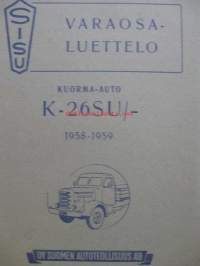 SISU
VARAOSA-
LUETTELO
KUORMA-AUTO
K-26SU/-
1958-1959
OY SUOMEN AUTOTEOLLISUUS AB